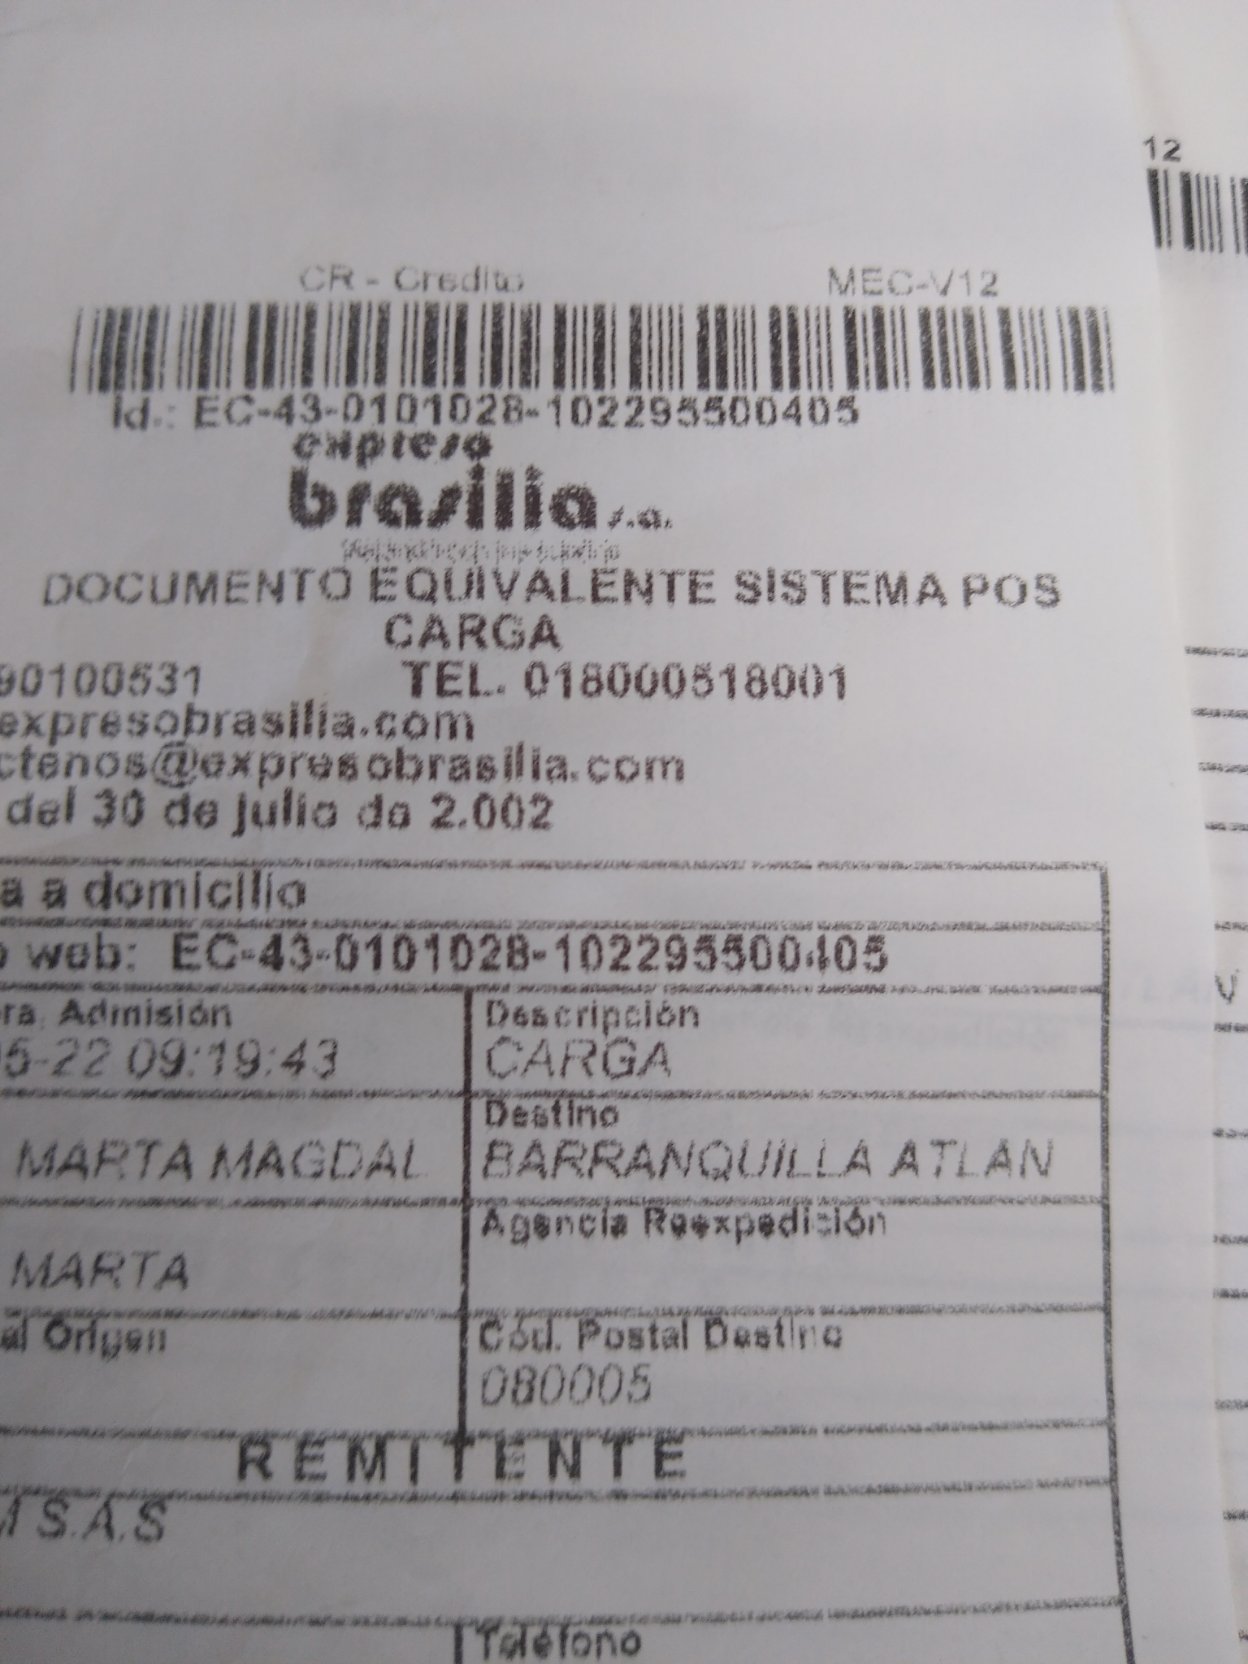 12
CR - Credito MEC-V12
Id.: EC-43-0101028-102295500405
expreso
brasilia s.a.
DOCUMENTO EQUIVALENTE SISTEMA POS
CARGA
90100531 TEL. 018000518001
expresobrasilia.com
ctenos@expresobrasilia.com
del 30 de julio de 2.002
a a domicilio
o web: EC-43-0101028-102295500405
ra Admisión Descripción
05-22 09:19:43 CARGA
Destino
MARTA MAGDAL BARRANQUILLA ATLAN
Agencia Reexpedición
MARTA
al Origen Cód. Postal Destino
080005
REMITENTE
M S.A.S
Teléfono
V